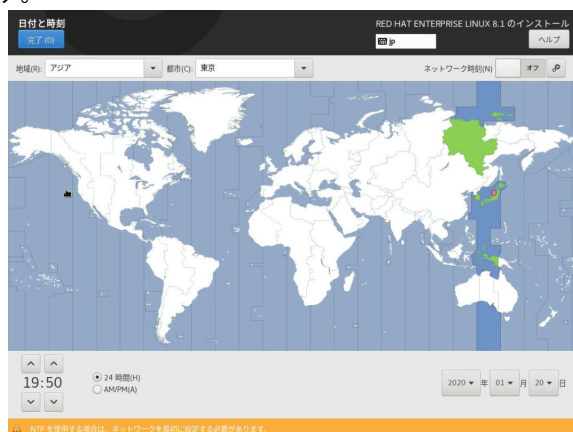 す。
日付と時刻
RED HAT ENTERPRISE LINUX 8.1 のインストール
完了 (D)
jp
ヘルプ
地域(R): アジア 都市(C): 東京 ネットワーク時刻(N) オフ
19:50
24 時間(H)
AM/PM(A)
2020 年 01 月 20 日
NTP を使用する場合は、ネットワークを最初に設定する必要があります。